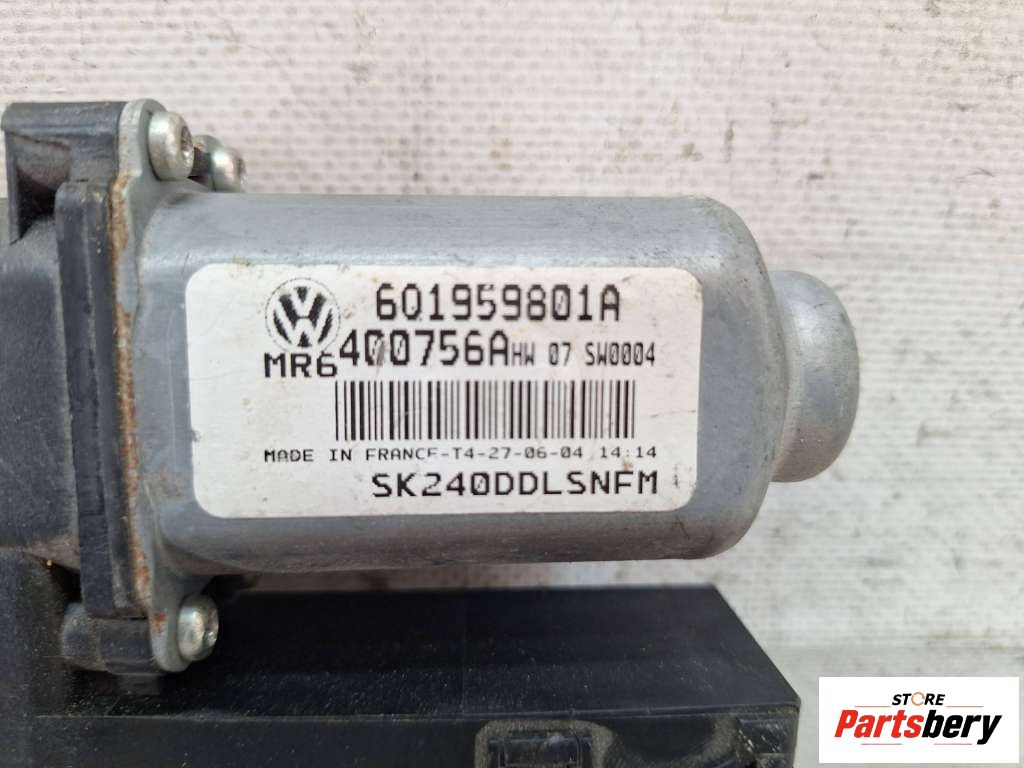 6Q1959801A
MR6 400756A HW 07 SW0004
MADE IN FRANCE-T4-27-06-04 14:14
SK240DDLSNFM
STORE
Partsbery